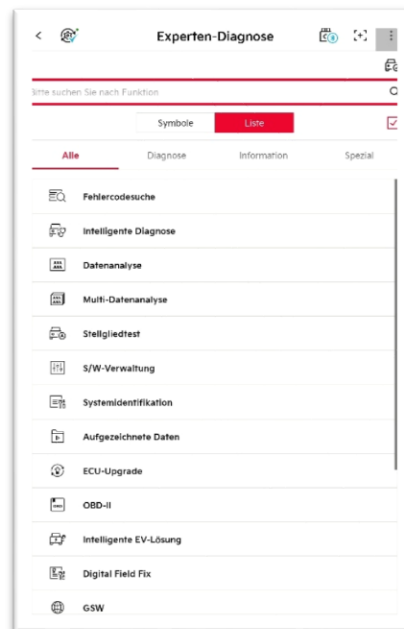 Experten-Diagnose
Bitte suchen Sie nach Funktion
Symbole Liste
Alle Diagnose Information Spezial
Fehlercodesuche
Intelligente Diagnose
Datenanalyse
Multi-Datenanalyse
Stellgliedtest
S/W-Verwaltung
Systemidentifikation
Aufgezeichnete Daten
ECU-Upgrade
OBD-II
Intelligente EV-Lösung
Digital Field Fix
GSW